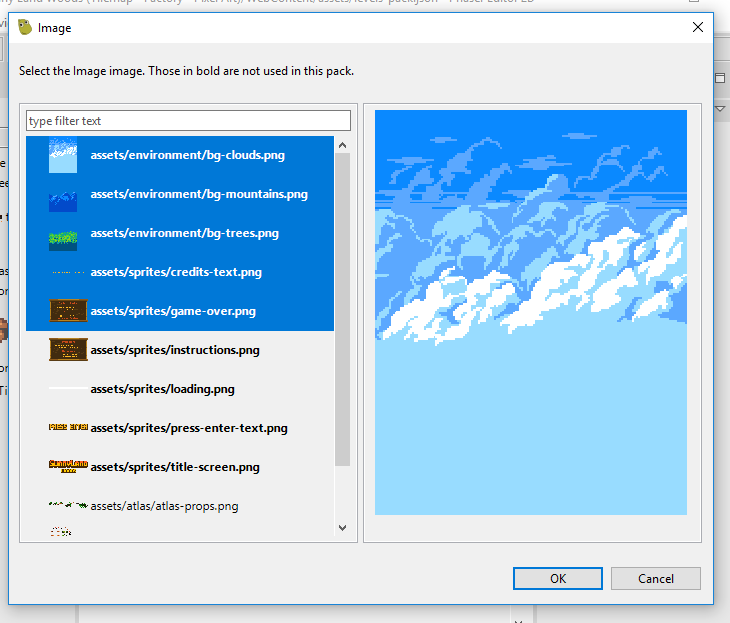 Image
Select the Image image. Those in bold are not used in this pack.
type filter text
assets/environment/bg-clouds.png
assets/environment/bg-mountains.png
assets/environment/bg-trees.png
assets/sprites/credits-text.png
assets/sprites/game-over.png
assets/sprites/instructions.png
assets/sprites/loading.png
PRESS ENTER assets/sprites/press-enter-text.png
SUNNYLAND assets/sprites/title-screen.png
assets/atlas/atlas-props.png
OK Cancel